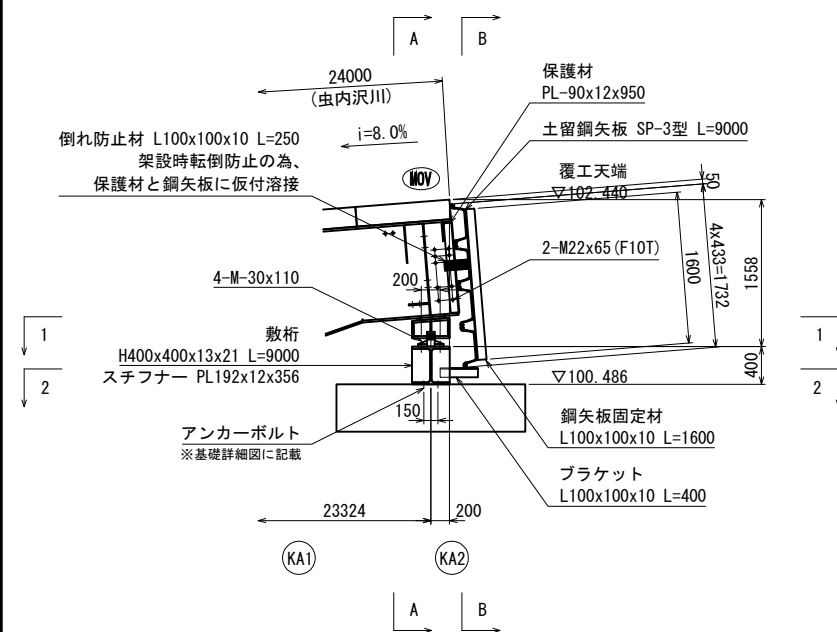 A
B
24000
(虫内沢川)
i=8.0%
保護材
PL-90x12x950
土留鋼矢板 SP-3型 L=9000
倒れ防止材 L100x100x10 L=250
架設時転倒防止の為、
保護材と鋼矢板に仮付溶接
MOV
覆工天端
▽102.440
50
4x433=1732
1600
1558
400
2-M22x65(F10T)
200
4-M-30x110
1
1
敷桁
H400x400x13x21 L=9000
スチフナー PL192x12x356
2
2
▽100.486
150
アンカーボルト
※基礎詳細図に記載
鋼矢板固定材
L100x100x10 L=1600
ブラケット
L100x100x10 L=400
23324
200
KA1
KA2
A
B